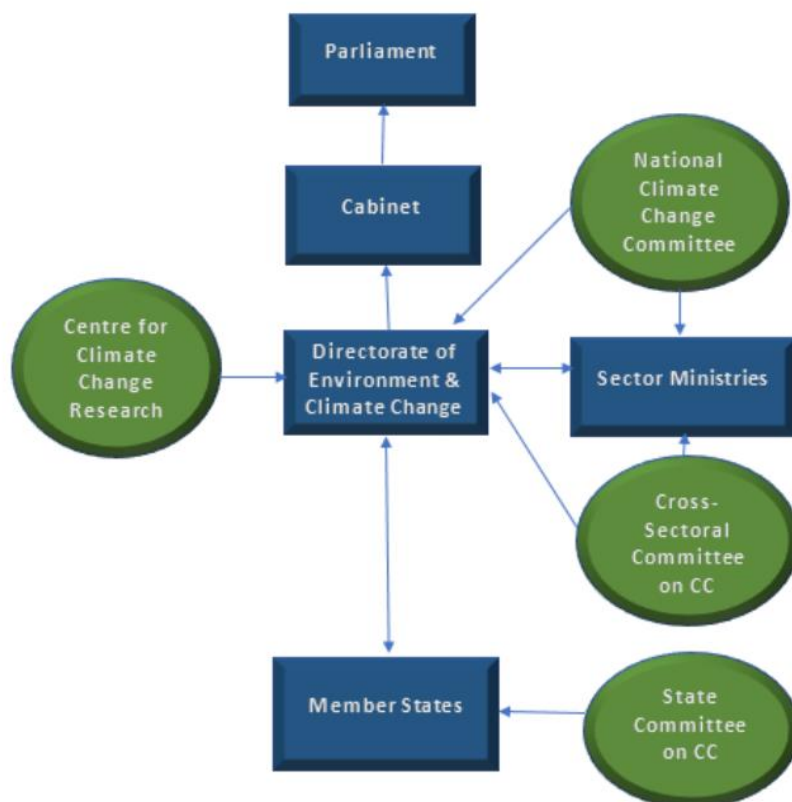 Parliament
National
Climate
Change
Committee
Cabinet
Centre for
Climate
Change
Research
Directorate of
Environment &
Climate Change
Sector Ministries
Cross-
Sectoral
Committee
on CC
Member States
State
Committee
on CC